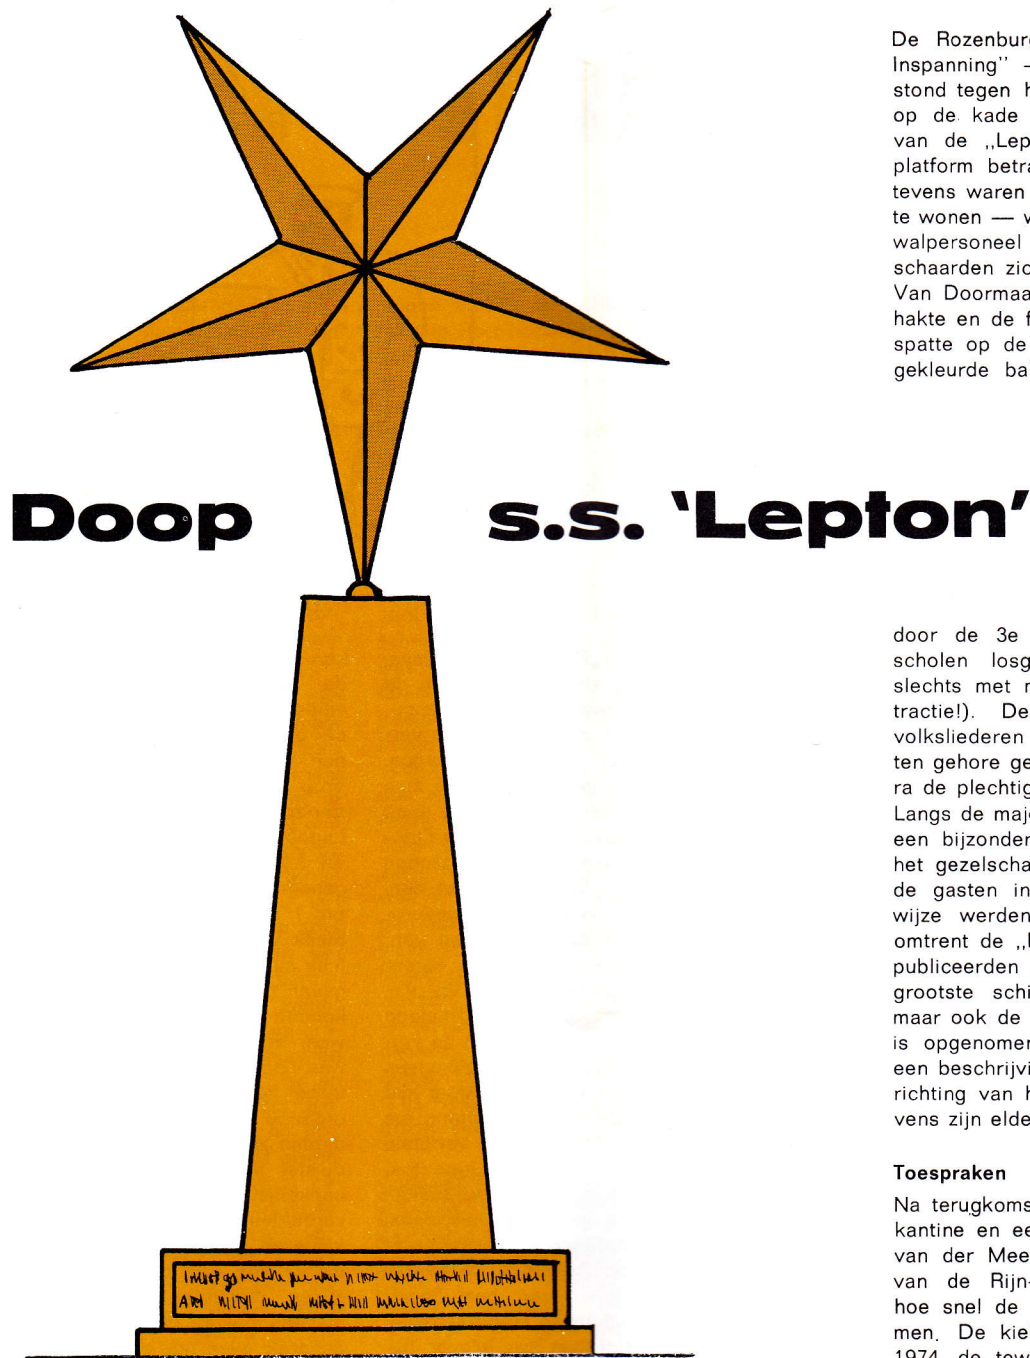 De Rozenburg
Inspanning" —
stond tegen h
op de kade
van de ,,Lep
platform betra
tevens waren
te wonen — v
walpersoneel
schaarden zic
Van Doormaa
hakte en de f
spatte op de
gekleurde ba
Doop s.s. 'Lepton'
door de 3e
scholen losg
slechts met r
tractie!). De
volksliederen
ten gehore ge
ra de plechtig
Langs de maj
een bijzonder
het gezelscha
de gasten in
wijze werden
omtrent de ,,
publiceerden
grootste schi
maar ook de
is opgenomen
een beschrijvi
richting van h
vens zijn elde
Toespraken
Na terugkoms
kantine en ee
van der Mee
van de Rijn-
hoe snel de
men. De kie
1974, de tew